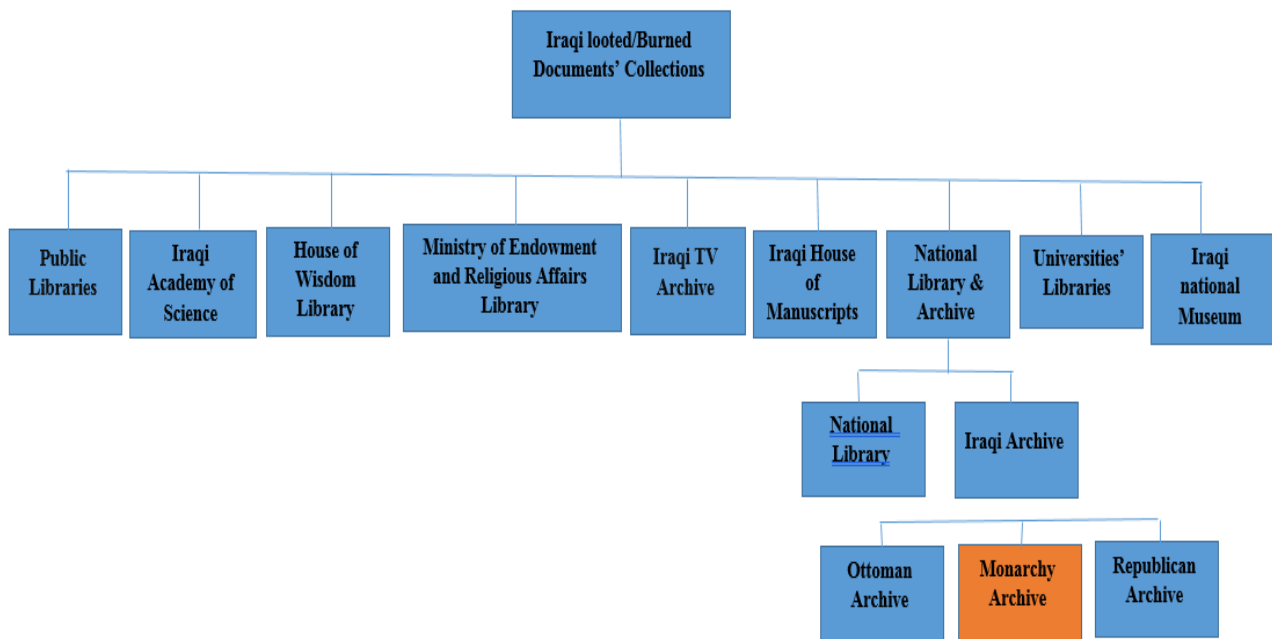 Iraqi looted/Burned
Documents’ Collections
Public
Libraries
Iraqi
Academy of
Science
House of
Wisdom
Library
Ministry of Endowment
and Religious Affairs
Library
Iraqi TV
Archive
Iraqi House
of
Manuscripts
National
Library &
Archive
Universities’
Libraries
Iraqi
national
Museum
National
Library
Iraqi Archive
Ottoman
Archive
Monarchy
Archive
Republican
Archive